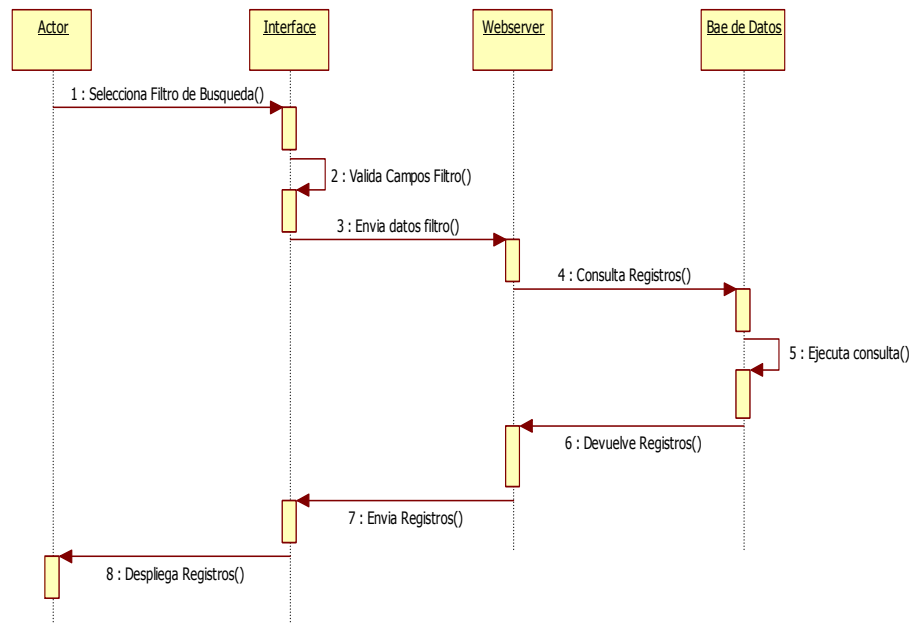 Actor
Interface
Webserver
Bae de Datos
1 : Selecciona Filtro de Busqueda()
2 : Valida Campos Filtro()
3 : Envia datos filtro()
4 : Consulta Registros()
5 : Ejecuta consulta()
6 : Devuelve Registros()
7 : Envia Registros()
8 : Despliega Registros()